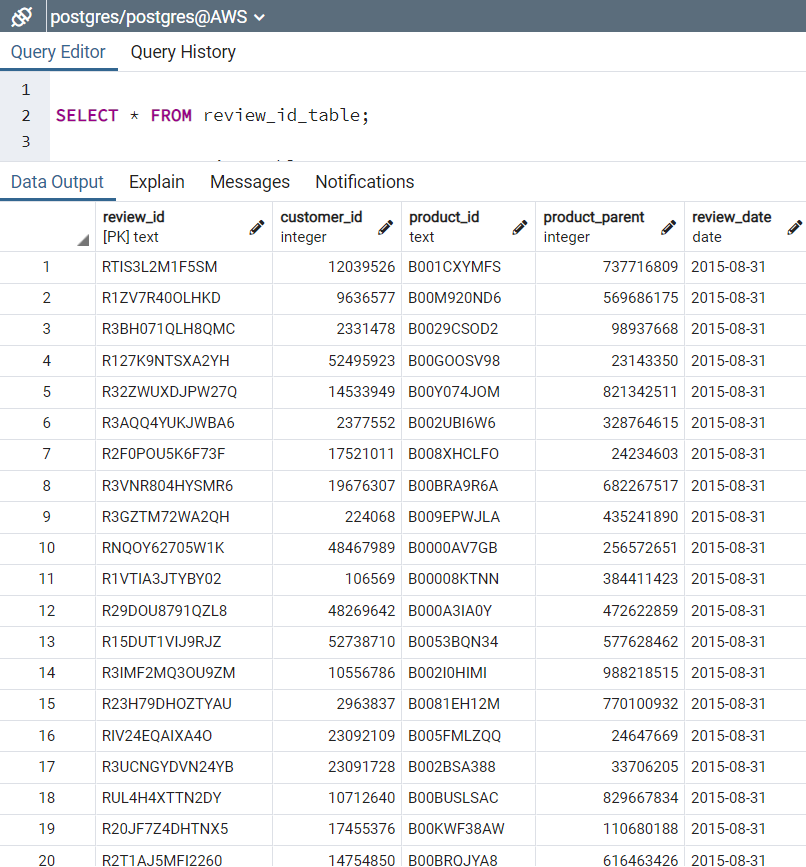 postgres/postgres@AWS
Query Editor Query History
1
2 SELECT * FROM review_id_table;
3
Data Output Explain Messages Notifications
review_id customer_id product_id product_parent review_date
[PK] text integer text integer date
1 RTIS3L2M1F5SM 12039526 B001CXYMFS 737716809 2015-08-31
2 R1ZV7R40OLHKD 9636577 B00M920ND6 569686175 2015-08-31
3 R3BH071QLH8QMC 2331478 B0029CSOD2 98937668 2015-08-31
4 R127K9NTSXA2YH 52495923 B00GOOSV98 23143350 2015-08-31
5 R32ZWUXDJPW27Q 14533949 B00Y074JOM 821342511 2015-08-31
6 R3AQQ4YUKJWBA6 2377552 B002UBI6W6 328764615 2015-08-31
7 R2F0POU5K6F73F 17521011 B008XHCLFO 24234603 2015-08-31
8 R3VNR804HYSMR6 19676307 B00BRA9R6A 682267517 2015-08-31
9 R3GZTM72WA2QH 224068 B009EPWJLA 435241890 2015-08-31
10 RNQOY62705W1K 48467989 B0000AV7GB 256572651 2015-08-31
11 R1VTIA3JTYBY02 106569 B00008KTNN 384411423 2015-08-31
12 R29DOU8791QZL8 48269642 B000A3IA0Y 472622859 2015-08-31
13 R15DUT1VIJ9RJZ 52738710 B0053BQN34 577628462 2015-08-31
14 R3IMF2MQ3OU9ZM 10556786 B002I0HIMI 988218515 2015-08-31
15 R23H79DHOZTYAU 2963837 B0081EH12M 770100932 2015-08-31
16 RIV24EQAIXA4O 23092109 B005FMLZQQ 24647669 2015-08-31
17 R3UCNGYDVN24YB 23091728 B002BSA388 33706205 2015-08-31
18 RUL4H4XTTN2DY 10712640 B00BUSLSAC 829667834 2015-08-31
19 R20JF7Z4DHTNX5 17455376 B00KWF38AW 110680188 2015-08-31
20 R2T1AJ5MFI2260 14754850 B00BRQJYA8 616463426 2015-08-31